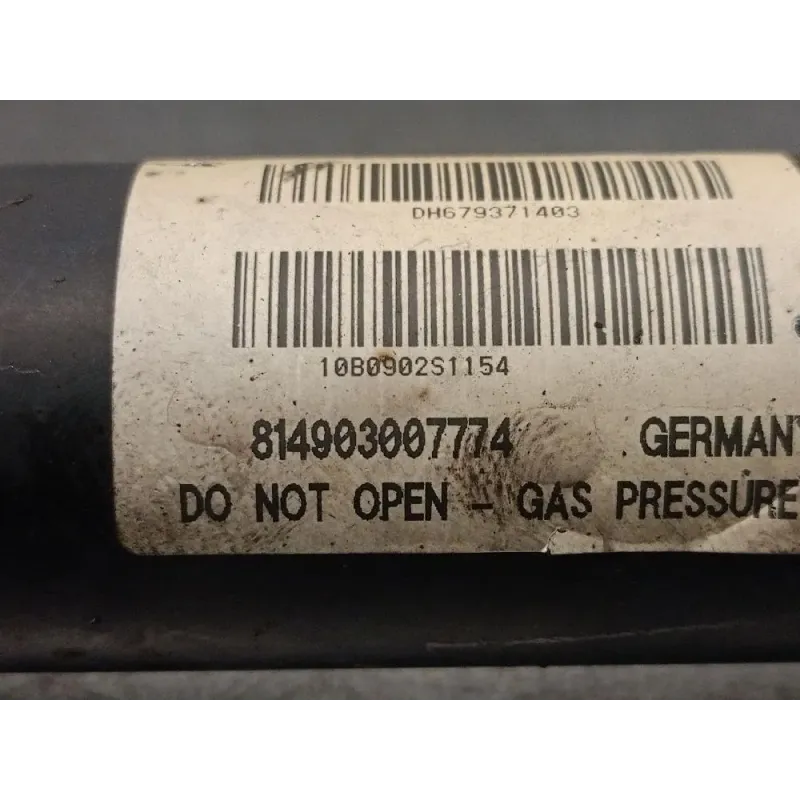 DH679371403
10B0902S1154
814903007774 GERMANY
DO NOT OPEN - GAS PRESSURE